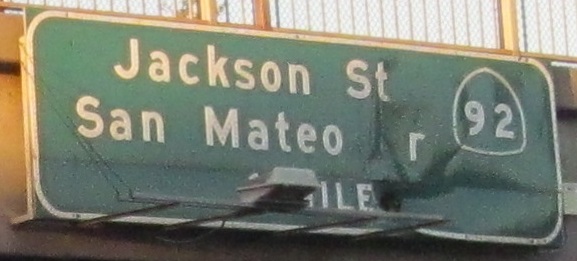 Jackson St 92
San Mateo